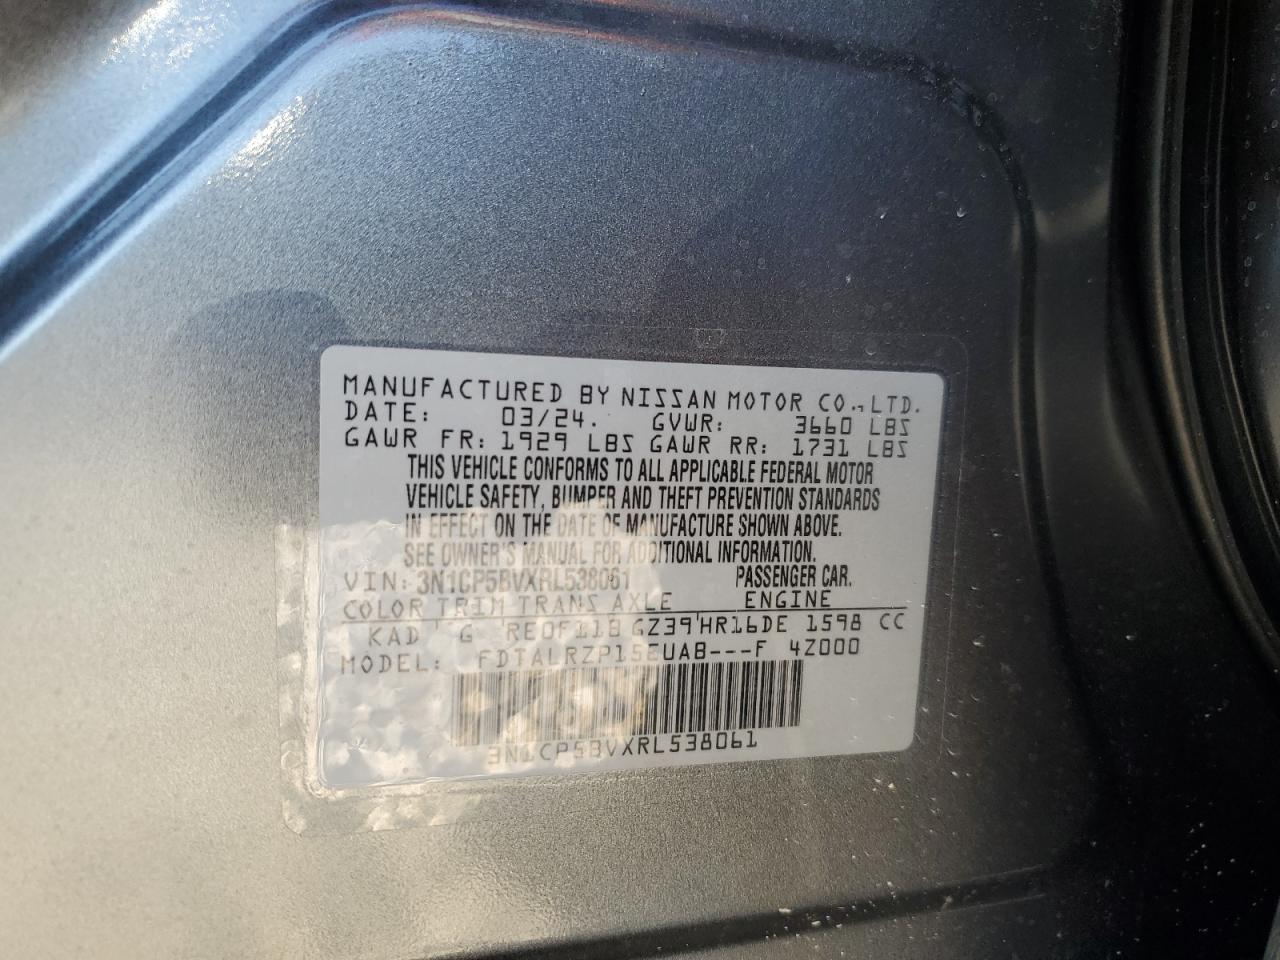 MANUFACTURED BY NISSAN MOTOR CO.,LTD.
DATE: 03/24. GVWR: 3660 LBS
GAWR FR: 1929 LBS GAWR RR: 1731 LBS
THIS VEHICLE CONFORMS TO ALL APPLICABLE FEDERAL MOTOR
VEHICLE SAFETY, BUMPER AND THEFT PREVENTION STANDARDS
IN EFFECT ON THE DATE OF MANUFACTURE SHOWN ABOVE.
SEE OWNER'S MANUAL FOR ADDITIONAL INFORMATION.
VIN: 3N1CP5BVXRL538061 PASSENGER CAR.
COLOR TRIM TRANS AXLE ENGINE
KAD G RE0F11B GZ39 HR16DE 1598 CC
MODEL: FDTALRZP15EUAB---F 4Z000
3N1CP5BVXRL538061